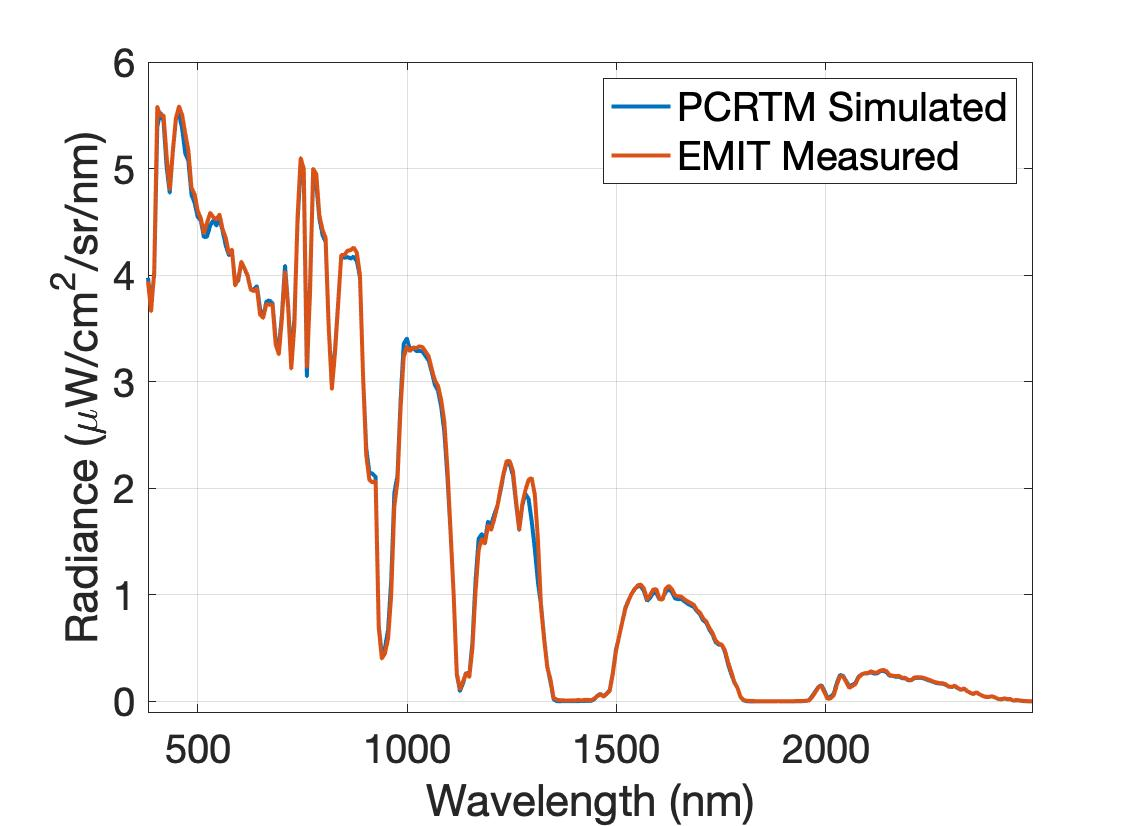 6
5
4
3
2
1
0
Radiance (μW/cm²/sr/nm)
PCRTM Simulated
EMIT Measured
500 1000 1500 2000
Wavelength (nm)